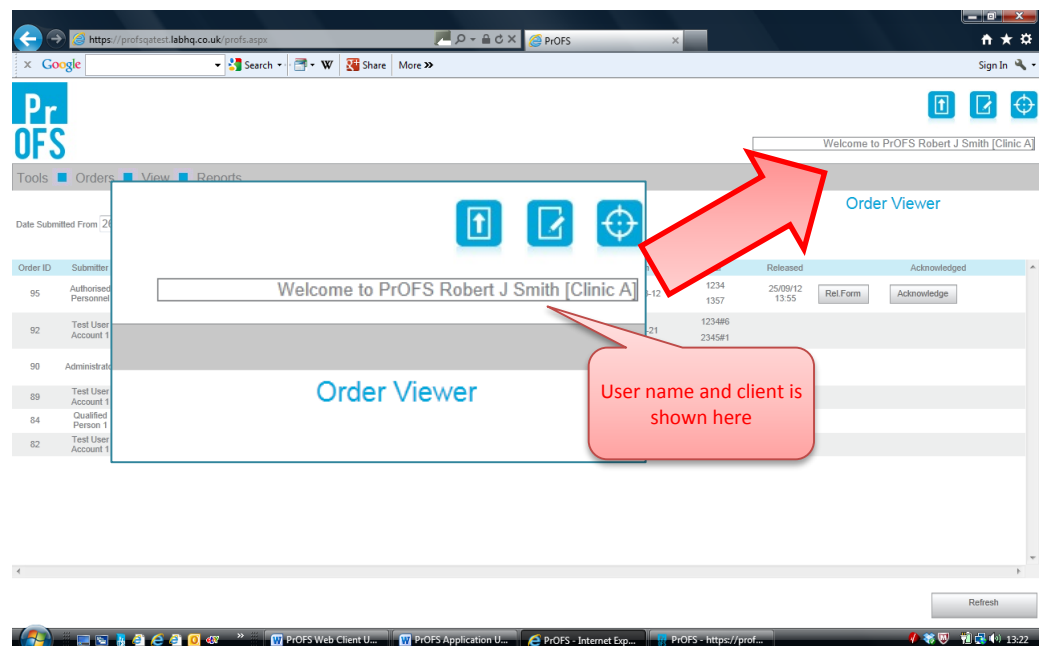 https://profsqatest.labhq.co.uk/profs.aspx
PrOFS
x Google Search W Share More »
Sign In
Pr
OFS
Welcome to PrOFS Robert J Smith [Clinic A]
Tools Orders View Reports
Order Viewer
Date Submitted From
Order ID Submitter Released Acknowledged
95 Authorised Personnel 1234 1357 25/09/12 13:55 Rel.Form Acknowledge
92 Test User Account 1 -21 1234#6 2345#1
90
89 Test User Account 1
84 Qualified Person 1
82 Test User Account 1
Welcome to PrOFS Robert J Smith [Clinic A]
Order Viewer
User name and client is
shown here
Refresh
PrOFS Web Client U... PrOFS Application U... PrOFS - Internet Exp... PrOFS - https://prof... 13:22